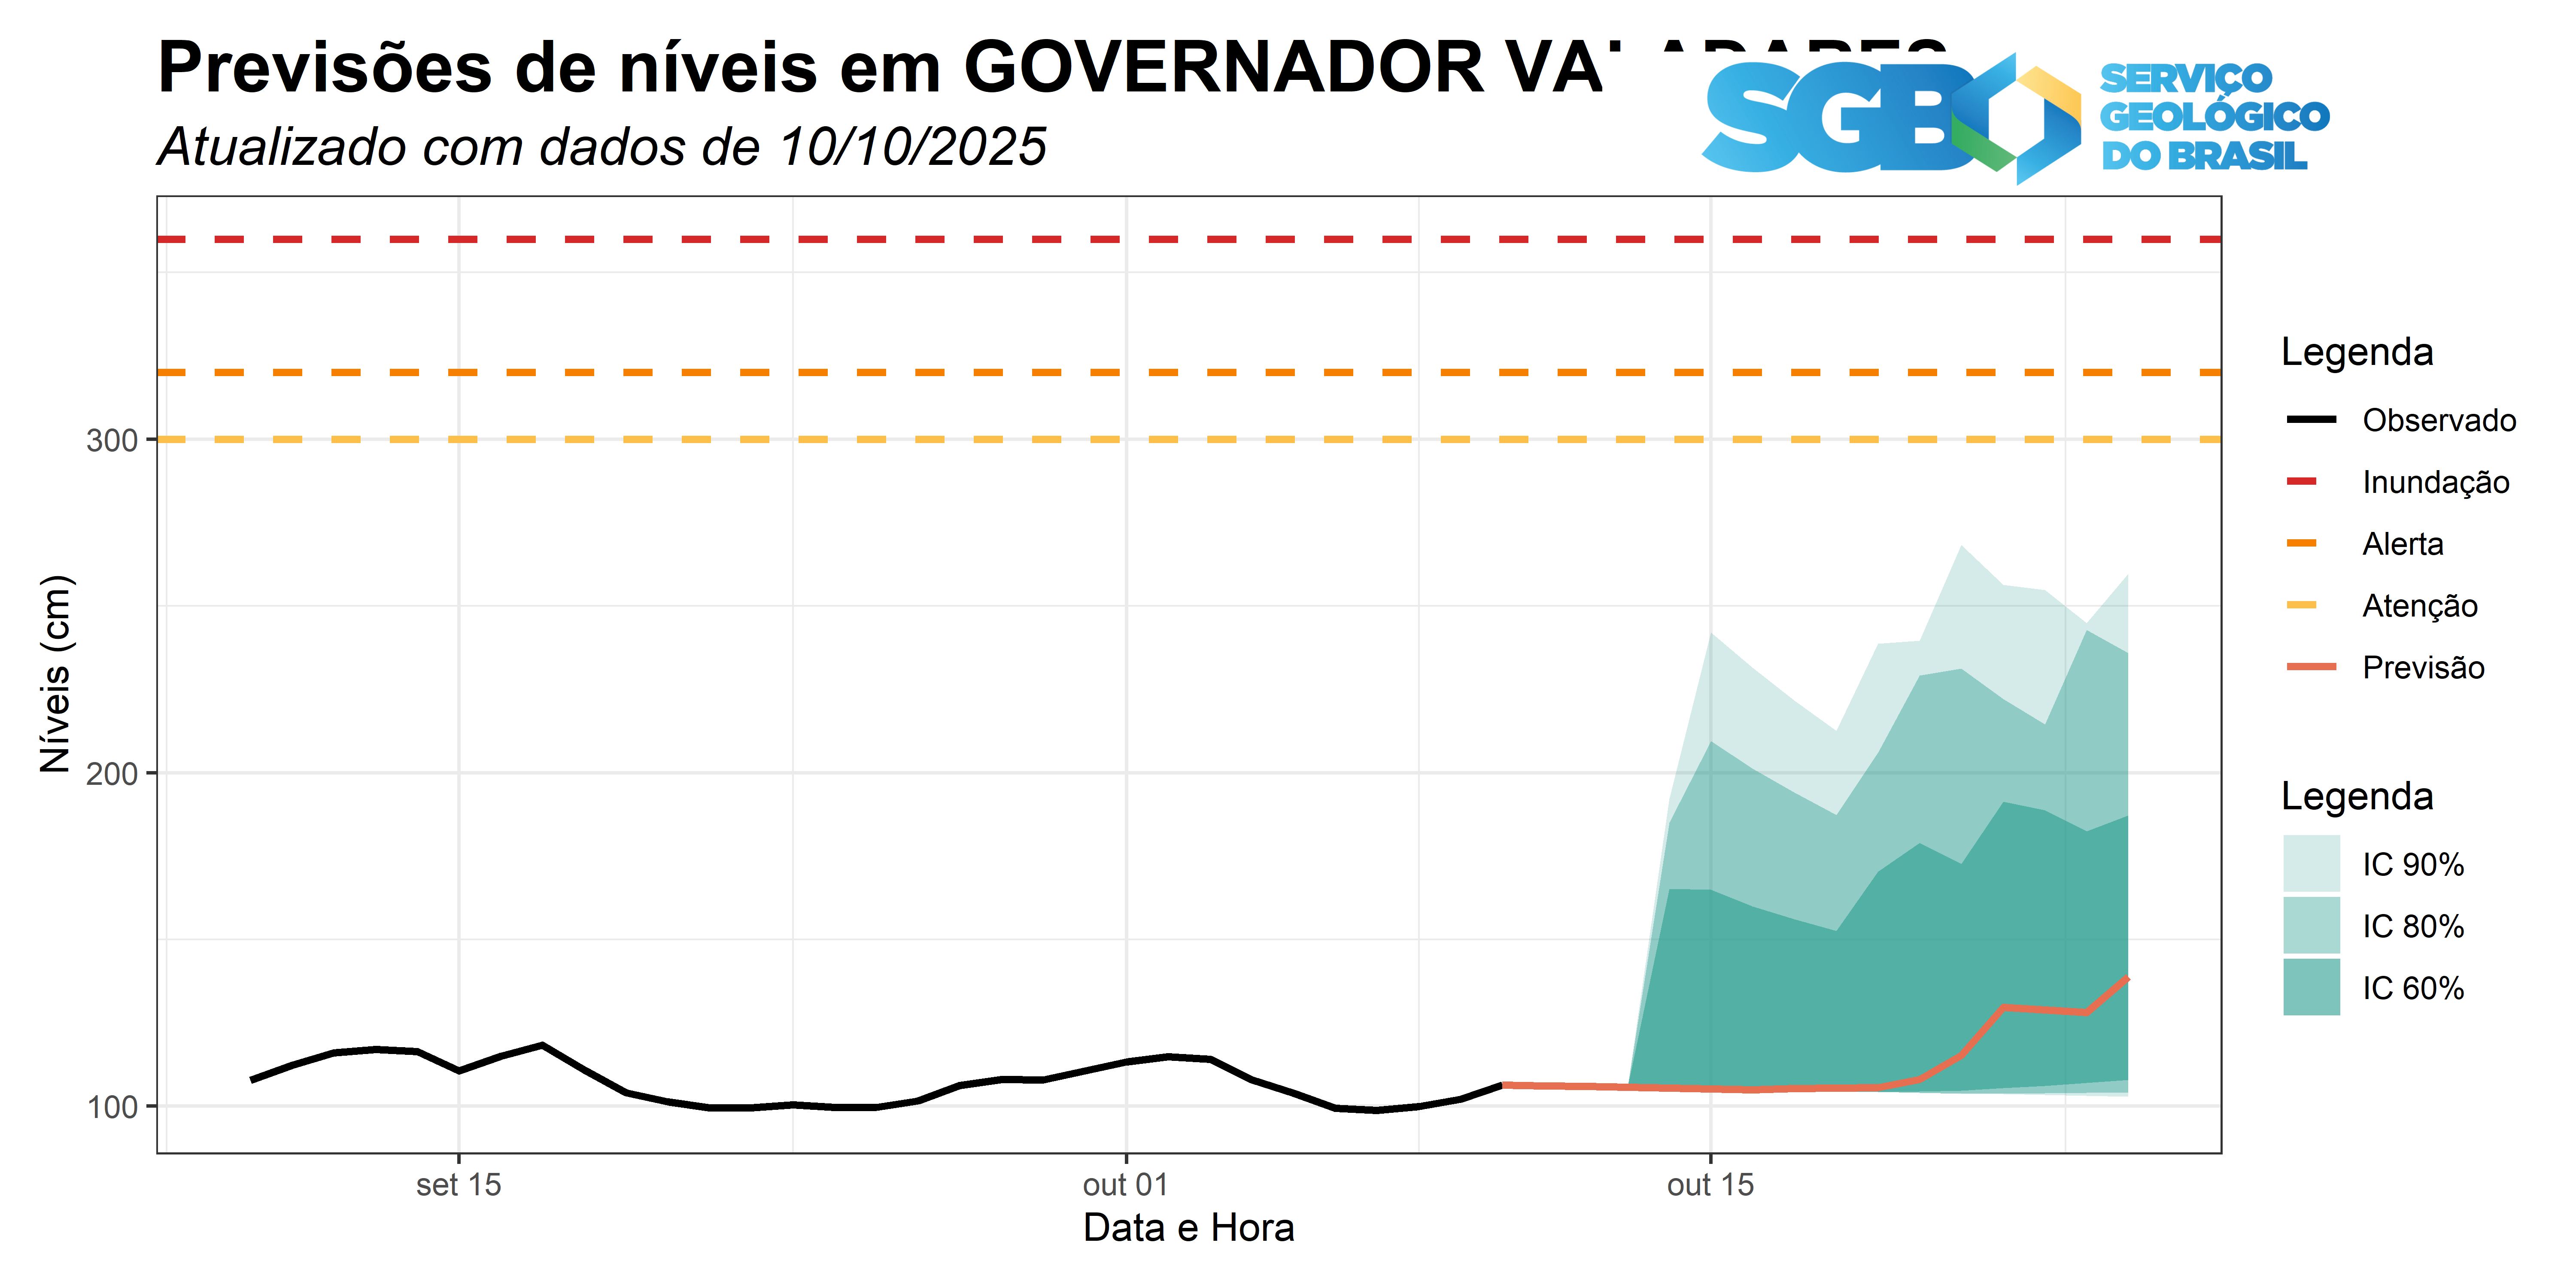 Previsões de níveis em GOVERNADOR
Atualizado com dados de 10/10/2025
SGB
SERVIÇO
GEOLÓGICO
DO BRASIL
Níveis (cm)
300
200
100
set 15
out 01
out 15
Data e Hora
Legenda
Observado
Inundação
Alerta
Atenção
Previsão
Legenda
IC 90%
IC 80%
IC 60%